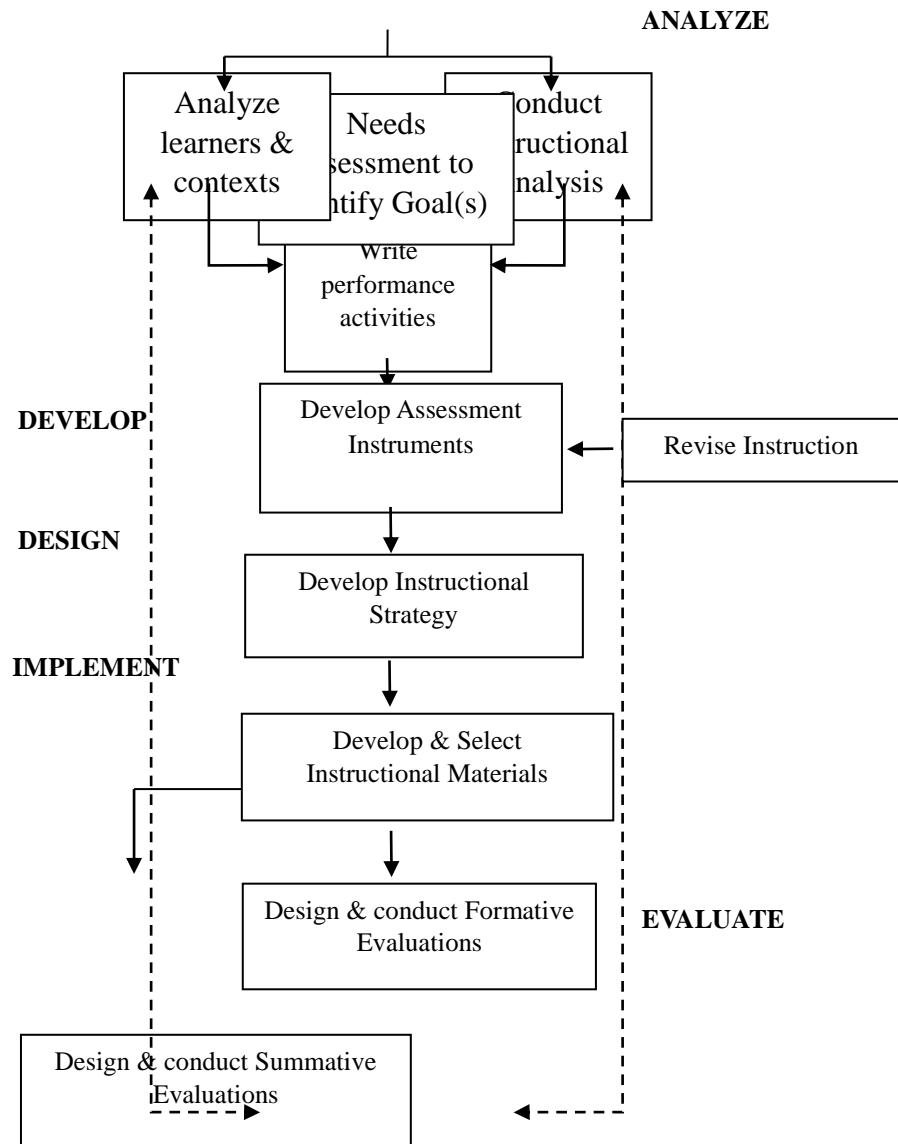 ANALYZE
Analyze
learners &
contexts
Needs
ssessment to
ntify Goal(s)
onduct
ructional
nalysis
Write
performance
activities
DEVELOP
Develop Assessment
Instruments
Revise Instruction
DESIGN
Develop Instructional
Strategy
IMPLEMENT
Develop & Select
Instructional Materials
Design & conduct Formative
Evaluations
EVALUATE
Design & conduct Summative
Evaluations